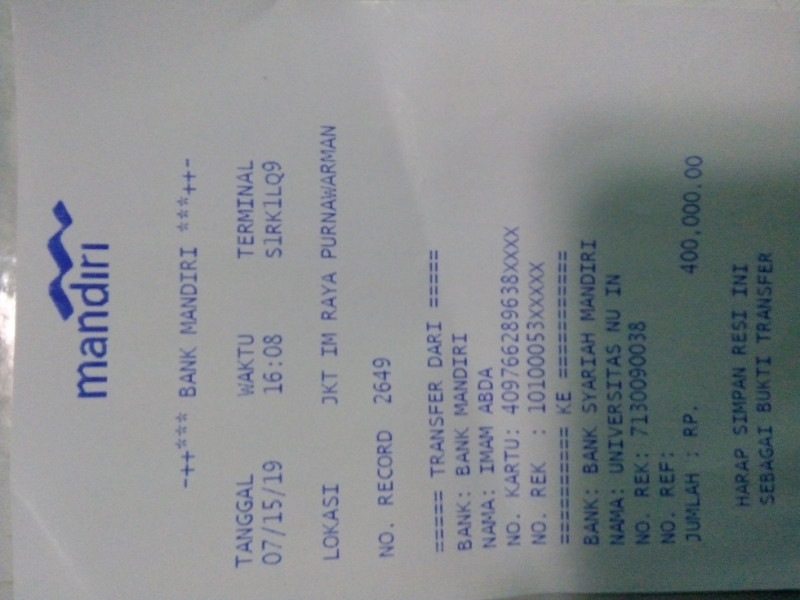 mandiri
-++*** BANK MANDIRI ***++-
TANGGAL WAKTU TERMINAL
07/15/19 16:08 S1RK1LQ9
LOKASI JKT IM RAYA PURNAWARMAN
NO. RECORD 2649
===== TRANSFER DARI =====
BANK: BANK MANDIRI
NAMA: IMAM ABDA
NO. KARTU: 409766289638XXXX
NO. REK : 10100053XXXXX
========== KE ===========
BANK: BANK SYARIAH MANDIRI
NAMA: UNIVERSITAS NU IN
NO. REK: 7130090038
NO. REF:
JUMLAH : RP. 400,000.00
HARAP SIMPAN RESI INI
SEBAGAI BUKTI TRANSFER